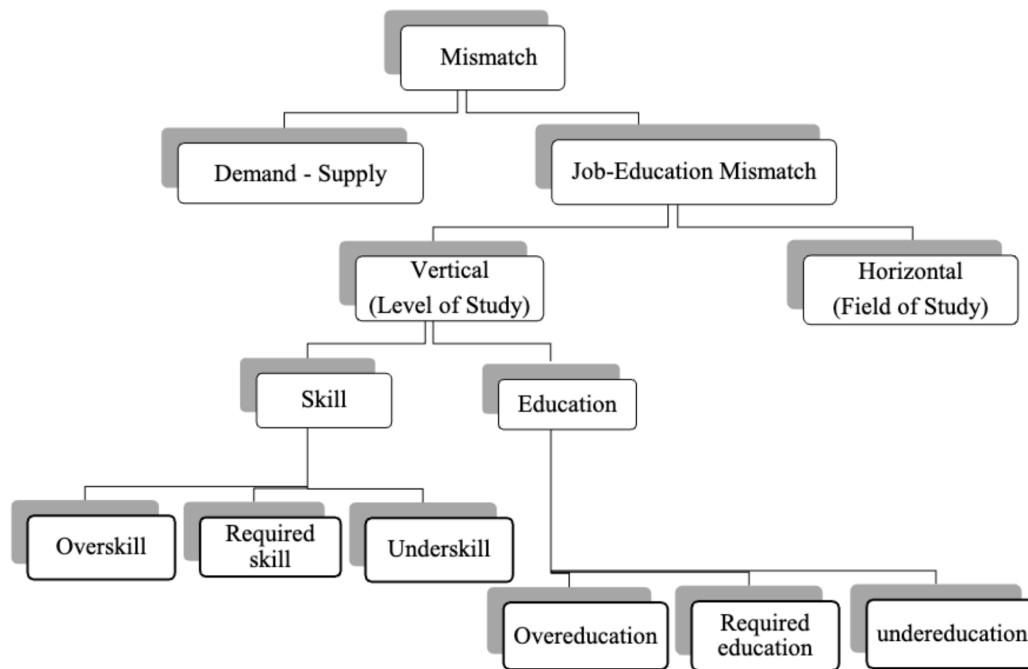 Mismatch
Demand - Supply
Job-Education Mismatch
Vertical
(Level of Study)
Horizontal
(Field of Study)
Skill
Education
Overskill
Required
skill
Underskill
Overeducation
Required
education
undereducation